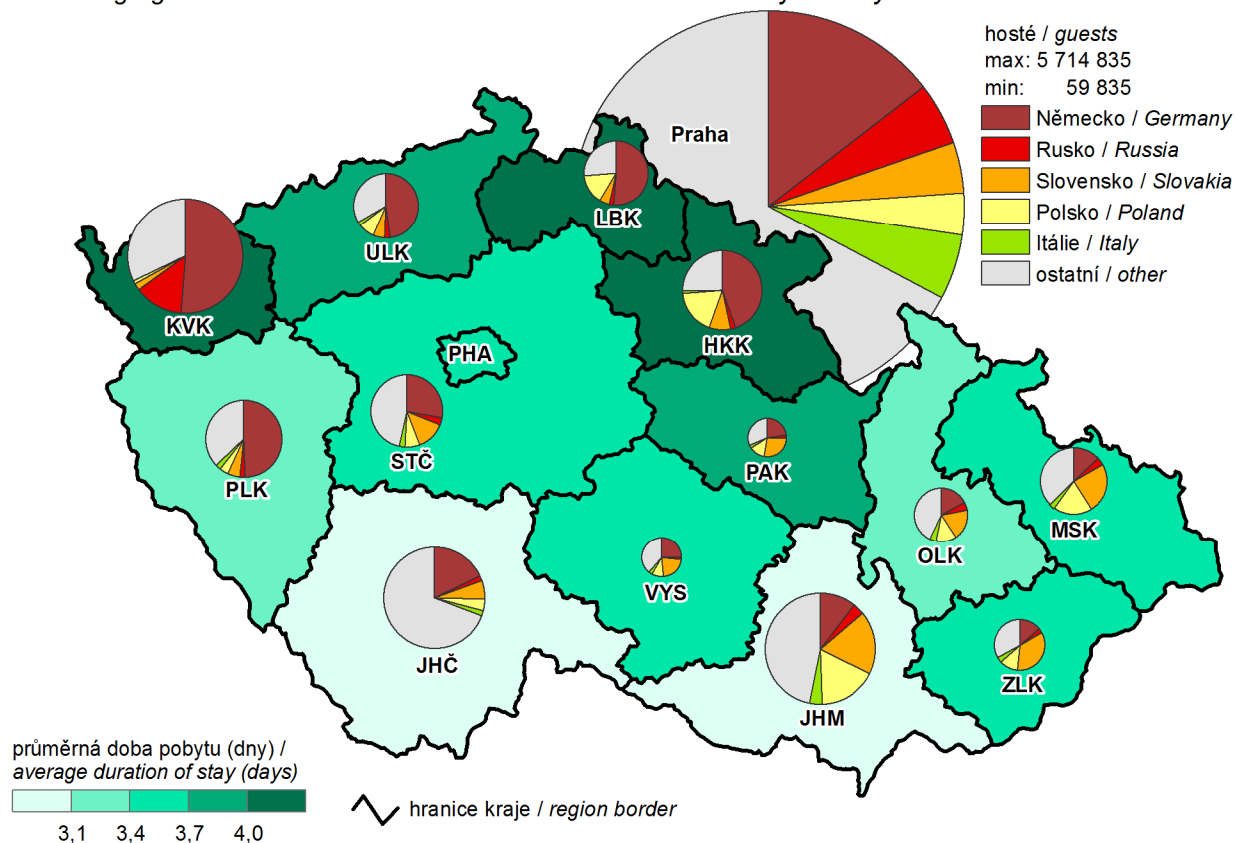 hosté / guests
max: 5 714 835
min: 59 835
Německo / Germany
Rusko / Russia
Slovensko / Slovakia
Polsko / Poland
Itálie / Italy
ostatní / other
Praha
LBK
ULK
KVK
HKK
PHA
STČ
PAK
PLK
MSK
OLK
VYS
JHČ
ZLK
JHM
průměrná doba pobytu (dny) /
average duration of stay (days)
3,1 3,4 3,7 4,0
hranice kraje / region border